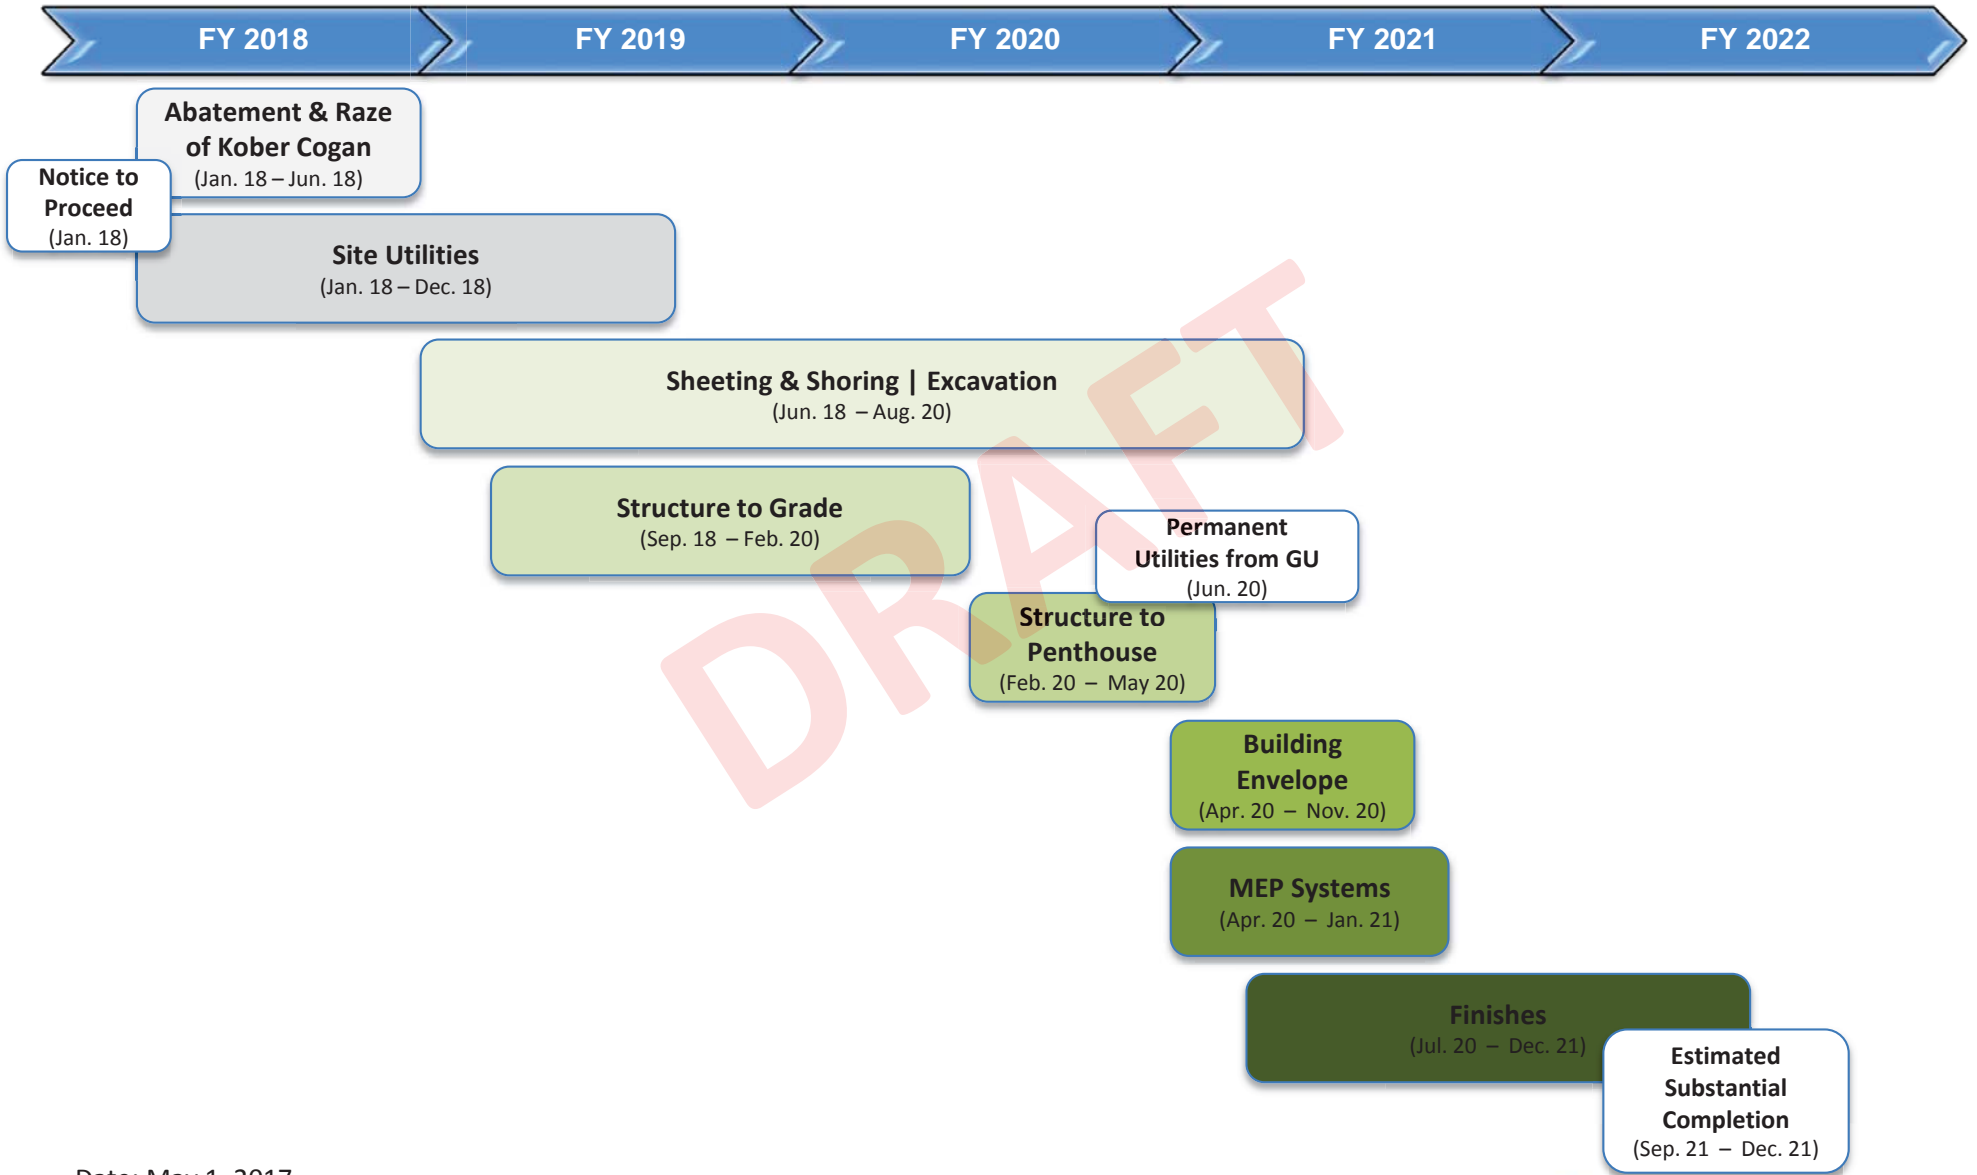 FY 2018 FY 2019 FY 2020 FY 2021 FY 2022
Abatement & Raze
of Kober Cogan
(Jan. 18 – Jun. 18)
Notice to
Proceed
(Jan. 18)
Site Utilities
(Jan. 18 – Dec. 18)
Sheeting & Shoring | Excavation
(Jun. 18 – Aug. 20)
Structure to Grade
(Sep. 18 – Feb. 20)
Permanent
Utilities from GU
(Jun. 20)
Structure to
Penthouse
(Feb. 20 – May 20)
Building
Envelope
(Apr. 20 – Nov. 20)
MEP Systems
(Apr. 20 – Jan. 21)
Finishes
(Jul. 20 – Dec. 21)
Estimated
Substantial
Completion
(Sep. 21 – Dec. 21)
DRAFT
Date: May 1, 2017